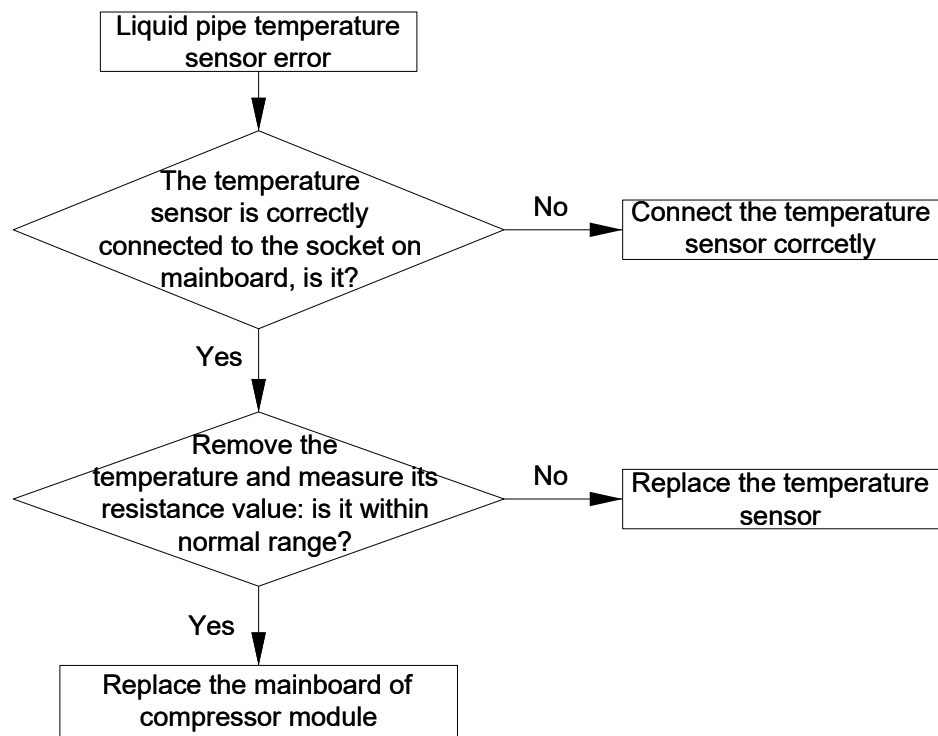 Liquid pipe temperature
sensor error
The temperature
sensor is correctly
connected to the socket on
mainboard, is it?
No
Connect the temperature
sensor corrcetly
Yes
Remove the
temperature and measure its
resistance value: is it within
normal range?
No
Replace the temperature
sensor
Yes
Replace the mainboard of
compressor module